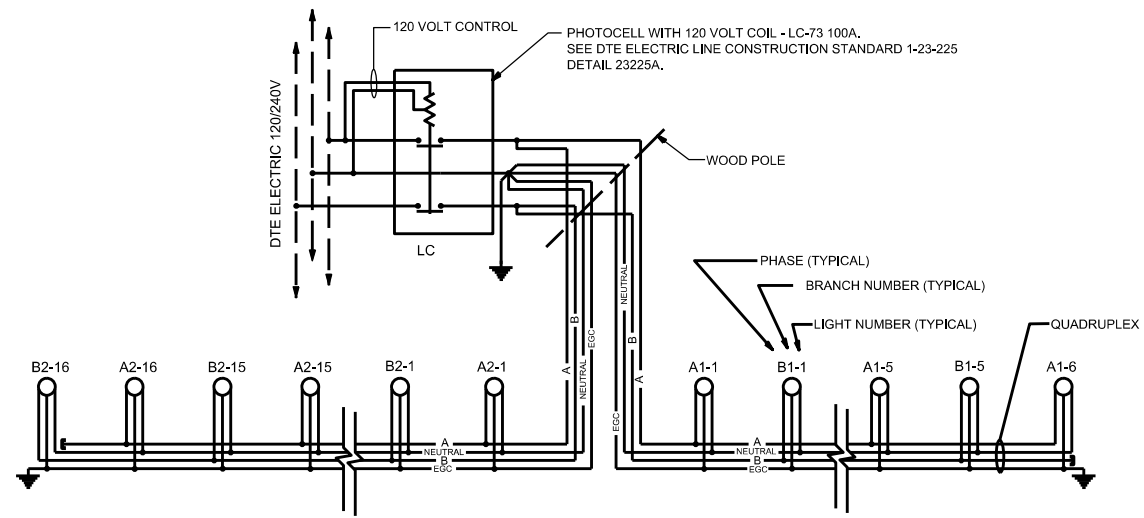 120 VOLT CONTROL
PHOTOCELL WITH 120 VOLT COIL - LC-73 100A.
SEE DTE ELECTRIC LINE CONSTRUCTION STANDARD 1-23-225
DETAIL 23225A.
DTE ELECTRIC 120/240V
WOOD POLE
LC
PHASE (TYPICAL)
BRANCH NUMBER (TYPICAL)
LIGHT NUMBER (TYPICAL)
QUADRUPLEX
A
B
NEUTRAL
EGC
EGC
NEUTRAL
B
A
B2-16
A2-16
B2-15
A2-15
B2-1
A2-1
A1-1
B1-1
A1-5
B1-5
A1-6
A
NEUTRAL
B
EGC
A
NEUTRAL
B
EGC